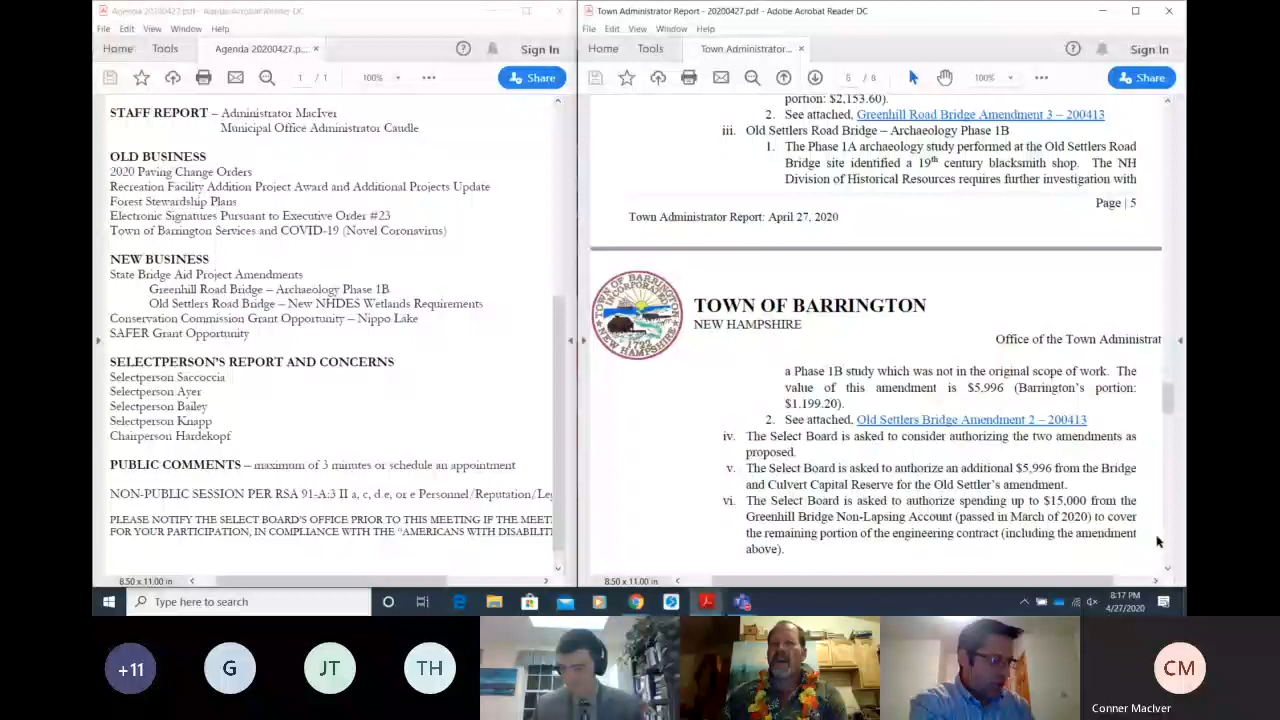 Agenda 20200427.pdf - Adobe Acrobat Reader DC
File Edit View Window Help
Home Tools Agenda 20200427.p... × Sign In
1 / 1 100% Share
STAFF REPORT – Administrator MacIver
Municipal Office Administrator Caudle
OLD BUSINESS
2020 Paving Change Orders
Recreation Facility Addition Project Award and Additional Projects Update
Forest Stewardship Plans
Electronic Signatures Pursuant to Executive Order #23
Town of Barrington Services and COVID-19 (Novel Coronavirus)
NEW BUSINESS
State Bridge Aid Project Amendments
Greenhill Road Bridge – Archaeology Phase 1B
Old Settlers Road Bridge – New NHDES Wetlands Requirements
Conservation Commission Grant Opportunity – Nippo Lake
SAFER Grant Opportunity
SELECTPERSON'S REPORT AND CONCERNS
Selectperson Saccoccia
Selectperson Ayer
Selectperson Bailey
Selectperson Knapp
Chairperson Hardekopf
PUBLIC COMMENTS – maximum of 3 minutes or schedule an appointment
NON-PUBLIC SESSION PER RSA 91-A:3 II a, c, d.e, or e Personnel/Reputation/Leg
PLEASE NOTIFY THE SELECT BOARD'S OFFICE PRIOR TO THIS MEETING IF THE MEET
FOR YOUR PARTICIPATION, IN COMPLIANCE WITH THE "AMERICANS WITH DISABILIT
8.50 x 11.00 in
Town Administrator Report - 20200427.pdf - Adobe Acrobat Reader DC
File Edit View Window Help
Home Tools Town Administrator... × Sign In
6 / 8 100% Share
portion: $2,153.60).
2. See attached, Greenhill Road Bridge Amendment 3 – 200413
iii. Old Settlers Road Bridge – Archaeology Phase 1B
1. The Phase 1A archaeology study performed at the Old Settlers Road
Bridge site identified a 19th century blacksmith shop. The NH
Division of Historical Resources requires further investigation with
Page | 5
Town Administrator Report: April 27, 2020
TOWN OF BARRINGTON
INCORPORATED
1722
NEW HAMPSHIRE
TOWN OF BARRINGTON
NEW HAMPSHIRE
Office of the Town Administrat
a Phase 1B study which was not in the original scope of work. The
value of this amendment is $5,996 (Barrington's portion:
$1,199.20).
2. See attached, Old Settlers Bridge Amendment 2 – 200413
iv. The Select Board is asked to consider authorizing the two amendments as
proposed.
v. The Select Board is asked to authorize an additional $5,996 from the Bridge
and Culvert Capital Reserve for the Old Settler's amendment.
vi. The Select Board is asked to authorize spending up to $15,000 from the
Greenhill Bridge Non-Lapsing Account (passed in March of 2020) to cover
the remaining portion of the engineering contract (including the amendment
above).
8.50 x 11.00 in
Type here to search
8:17 PM
4/27/2020
+11
G
JT
TH
CM
Conner MacIver